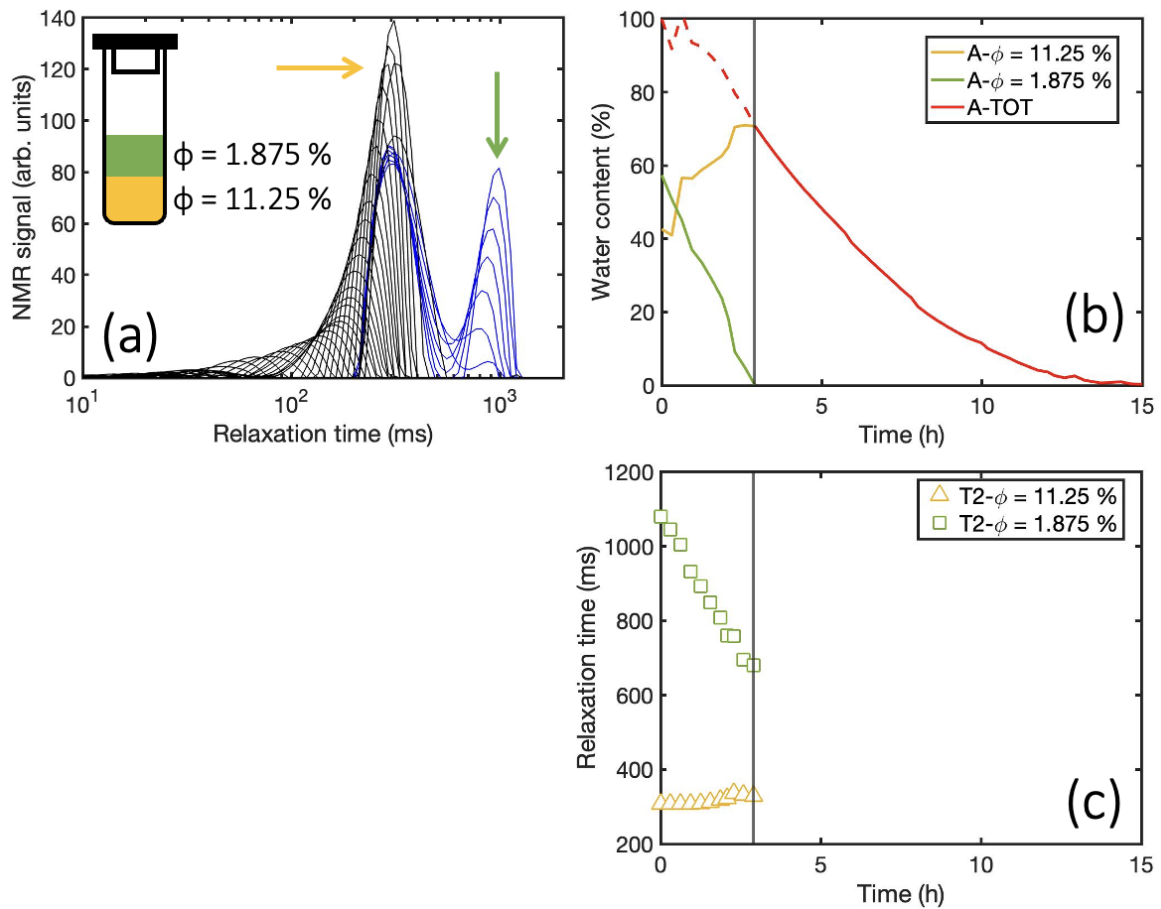 140
120
100
80
60
40
20
0
NMR signal (arb. units)
ϕ = 1.875 %
ϕ = 11.25 %
(a)
10¹
10²
10³
Relaxation time (ms)
100
80
60
40
20
0
Water content (%)
A-ϕ = 11.25 %
A-ϕ = 1.875 %
A-TOT
(b)
0
5
10
15
Time (h)
1200
1000
800
600
400
200
Relaxation time (ms)
T2-ϕ = 11.25 %
T2-ϕ = 1.875 %
(c)
0
5
10
15
Time (h)